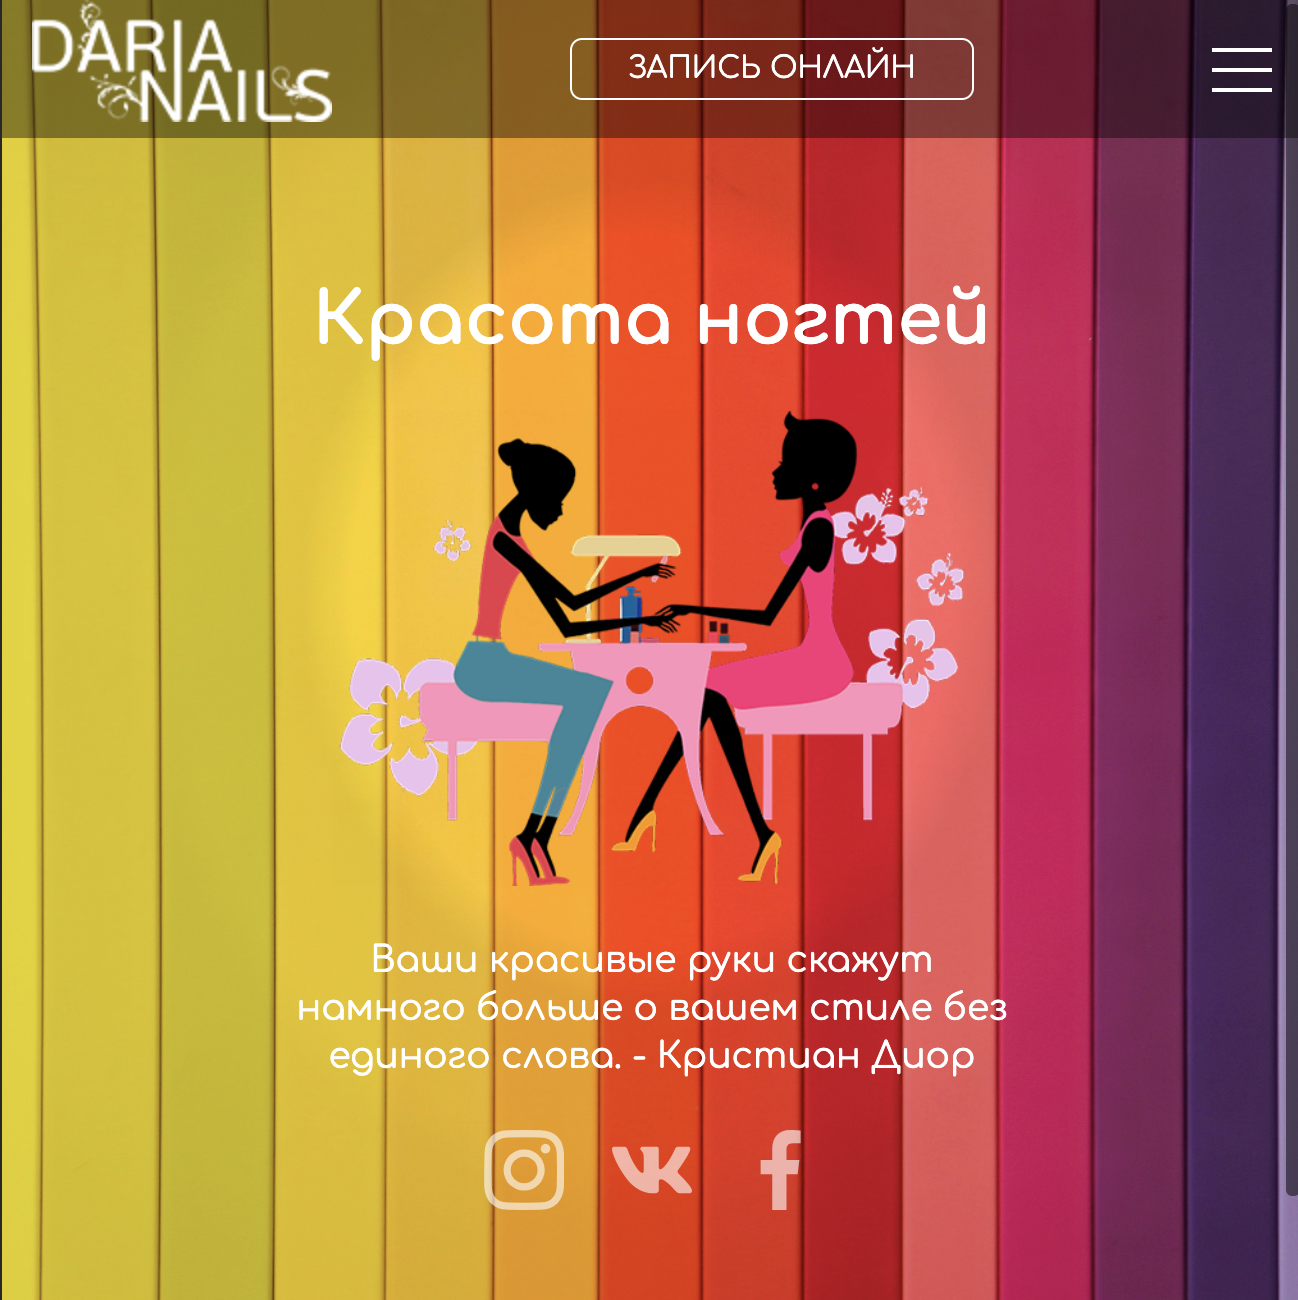 DARIA
NAILS
ЗАПИСЬ ОНЛАЙН
Красота ногтей
Ваши красивые руки скажут
намного больше о вашем стиле без
единого слова. - Кристиан Диор